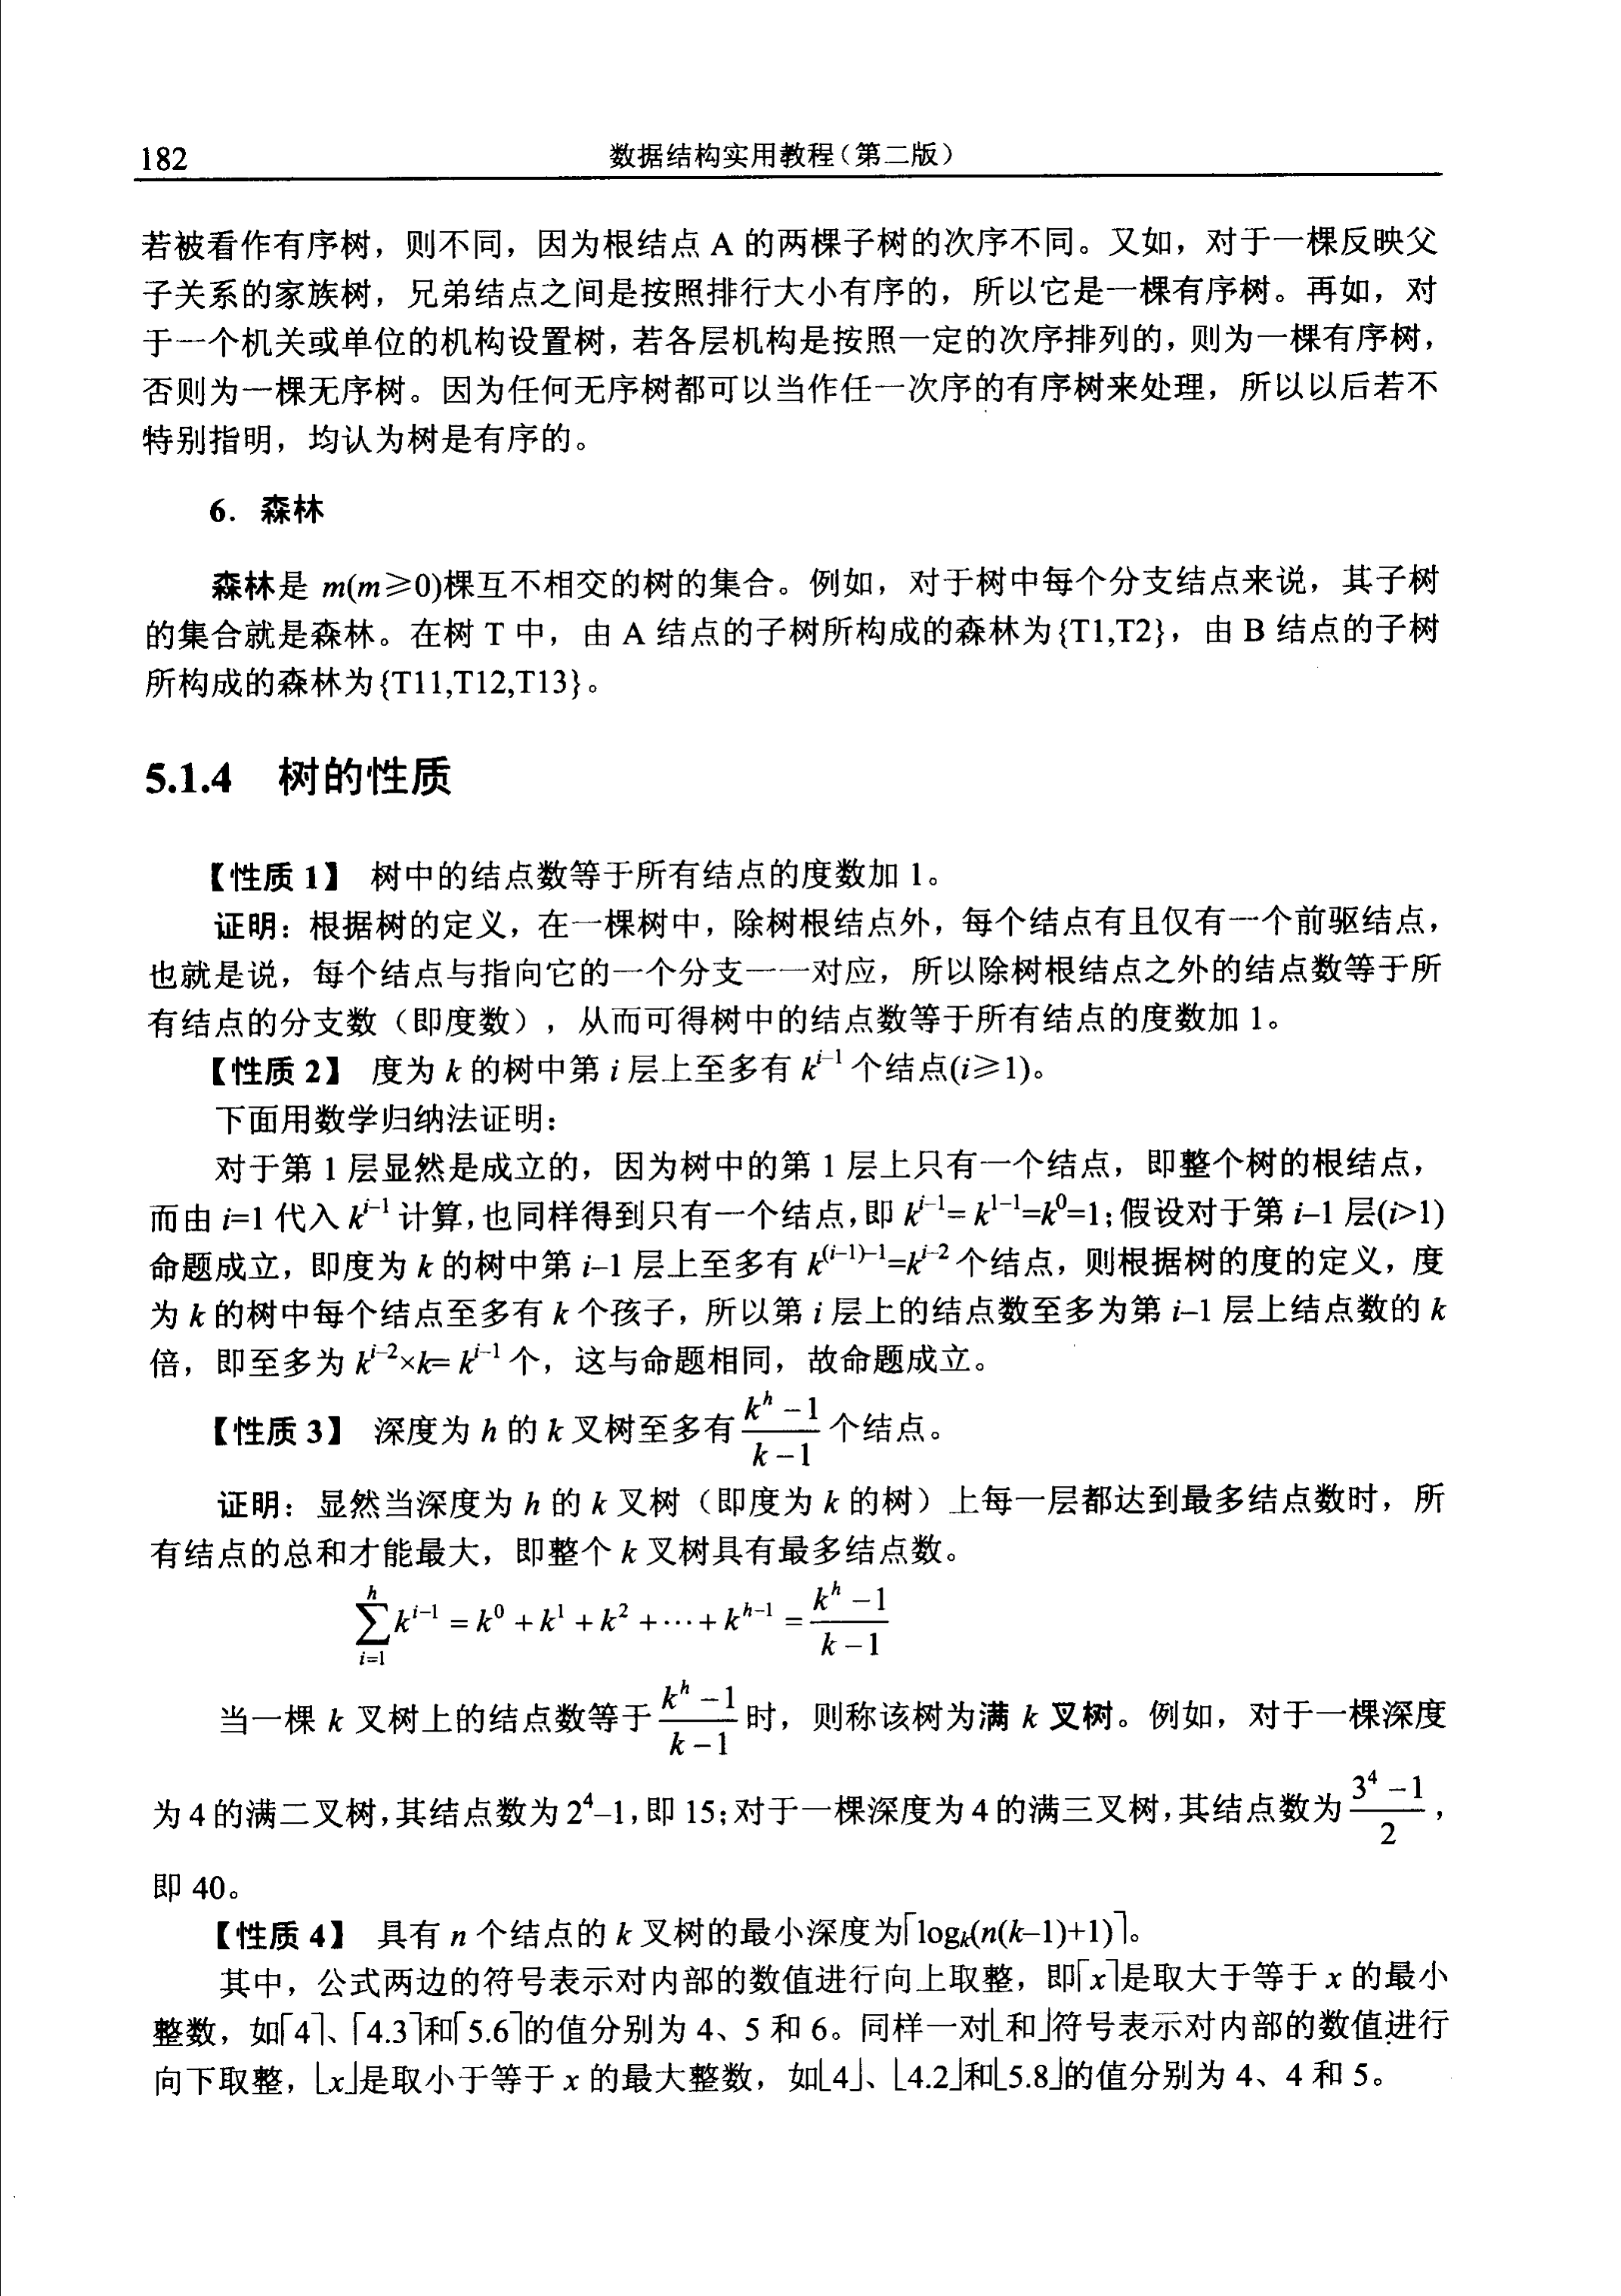 182
数据结构实用教程(第二版)
若被看作有序树，则不同，因为根结点 A 的两棵子树的次序不同。又如，对于一棵反映父
子关系的家族树，兄弟结点之间是按照排行大小有序的，所以它是一棵有序树。再如，对
于一个机关或单位的机构设置树，若各层机构是按照一定的次序排列的，则为一棵有序树，
否则为一棵无序树。因为任何无序树都可以当作任一次序的有序树来处理，所以以后若不
特别指明，均认为树是有序的。
6．森林
森林是 m(m≥0)棵互不相交的树的集合。例如，对于树中每个分支结点来说，其子树
的集合就是森林。在树 T 中，由 A 结点的子树所构成的森林为{T1,T2}，由 B 结点的子树
所构成的森林为{T11,T12,T13}。
5.1.4 树的性质
【性质 1】 树中的结点数等于所有结点的度数加 1。
证明：根据树的定义，在一棵树中，除树根结点外，每个结点有且仅有一个前驱结点，
也就是说，每个结点与指向它的一个分支一一对应，所以除树根结点之外的结点数等于所
有结点的分支数（即度数），从而可得树中的结点数等于所有结点的度数加 1。
【性质 2】 度为 k 的树中第 i 层上至多有 k^{i-1} 个结点(i≥1)。
下面用数学归纳法证明：
对于第 1 层显然是成立的，因为树中的第 1 层上只有一个结点，即整个树的根结点，
而由 i=1 代入 k^{i-1} 计算，也同样得到只有一个结点，即 k^{i-1}= k^{1-1}=k^0=1；假设对于第 i–1 层(i>1)
命题成立，即度为 k 的树中第 i–1 层上至多有 k^{(i-1)-1}=k^{i-2} 个结点，则根据树的度的定义，度
为 k 的树中每个结点至多有 k 个孩子，所以第 i 层上的结点数至多为第 i–1 层上结点数的 k
倍，即至多为 k^{i-2}×k= k^{i-1} 个，这与命题相同，故命题成立。
【性质 3】 深度为 h 的 k 叉树至多有 \frac{k^h-1}{k-1} 个结点。
证明：显然当深度为 h 的 k 叉树（即度为 k 的树）上每一层都达到最多结点数时，所
有结点的总和才能最大，即整个 k 叉树具有最多结点数。
\sum_{i=1}^{h} k^{i-1} = k^0 + k^1 + k^2 + ⋯ + k^{h-1} = \frac{k^h-1}{k-1}
当一棵 k 叉树上的结点数等于 \frac{k^h-1}{k-1} 时，则称该树为满 k 叉树。例如，对于一棵深度
为 4 的满二叉树，其结点数为 2^4–1，即 15；对于一棵深度为 4 的满三叉树，其结点数为 \frac{3^4-1}{2}，
即 40。
【性质 4】 具有 n 个结点的 k 叉树的最小深度为⌈log_k(n(k–1)+1)⌉。
其中，公式两边的符号表示对内部的数值进行向上取整，即⌈x⌉是取大于等于 x 的最小
整数，如⌈4⌉、⌈4.3⌉和⌈5.6⌉的值分别为 4、5 和 6。同样一对⌊和⌋符号表示对内部的数值进行
向下取整，⌊x⌋是取小于等于 x 的最大整数，如⌊4⌋、⌊4.2⌋和⌊5.8⌋的值分别为 4、4 和 5。